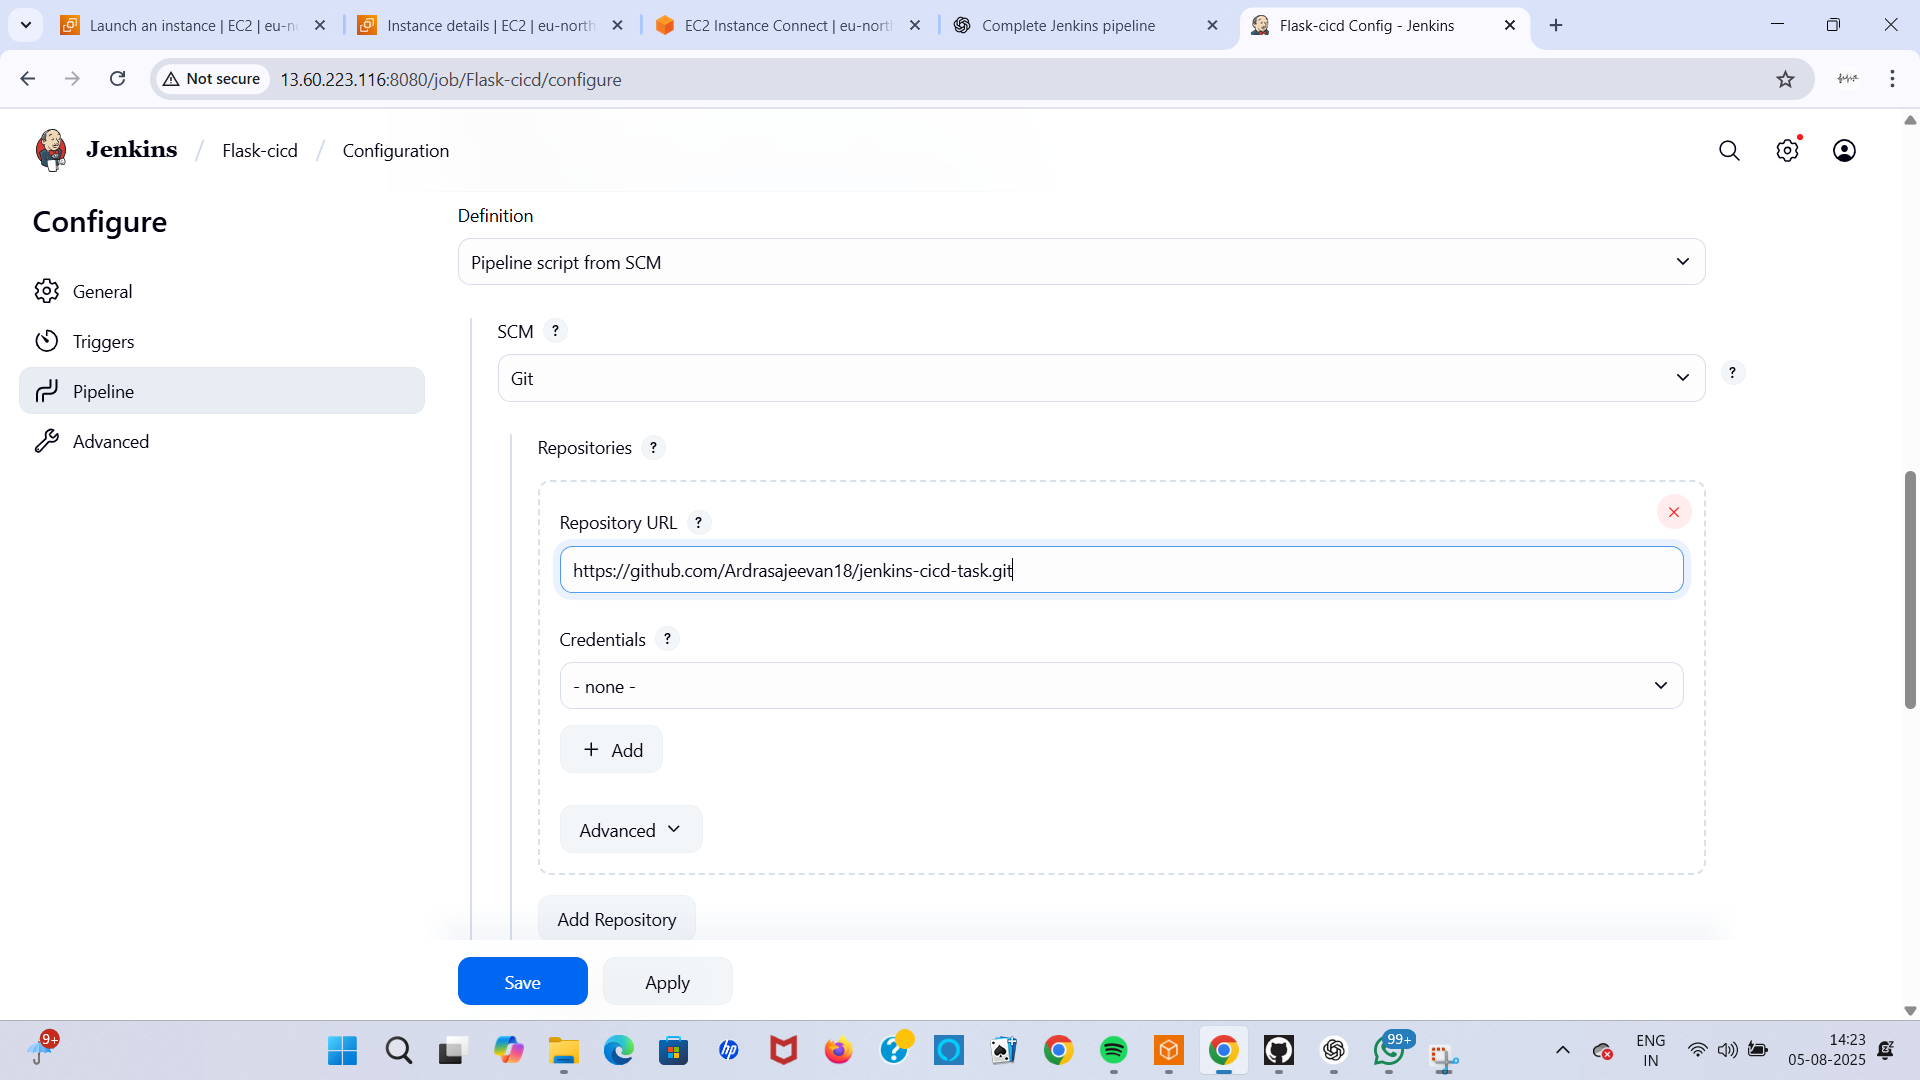 Launch an instance | EC2 | eu-n
Instance details | EC2 | eu-north
EC2 Instance Connect | eu-north
Complete Jenkins pipeline
Flask-cicd Config - Jenkins
Not secure
13.60.223.116:8080/job/Flask-cicd/configure
Jenkins / Flask-cicd / Configuration
Configure
General
Triggers
Pipeline
Advanced
Definition
Pipeline script from SCM
SCM ?
Git
?
Repositories ?
Repository URL ?
https://github.com/Ardrasajeevan18/jenkins-cicd-task.git
Credentials ?
- none -
+ Add
Advanced
Add Repository
Save
Apply
9+
hp
99+
ENG
IN
14:23
05-08-2025